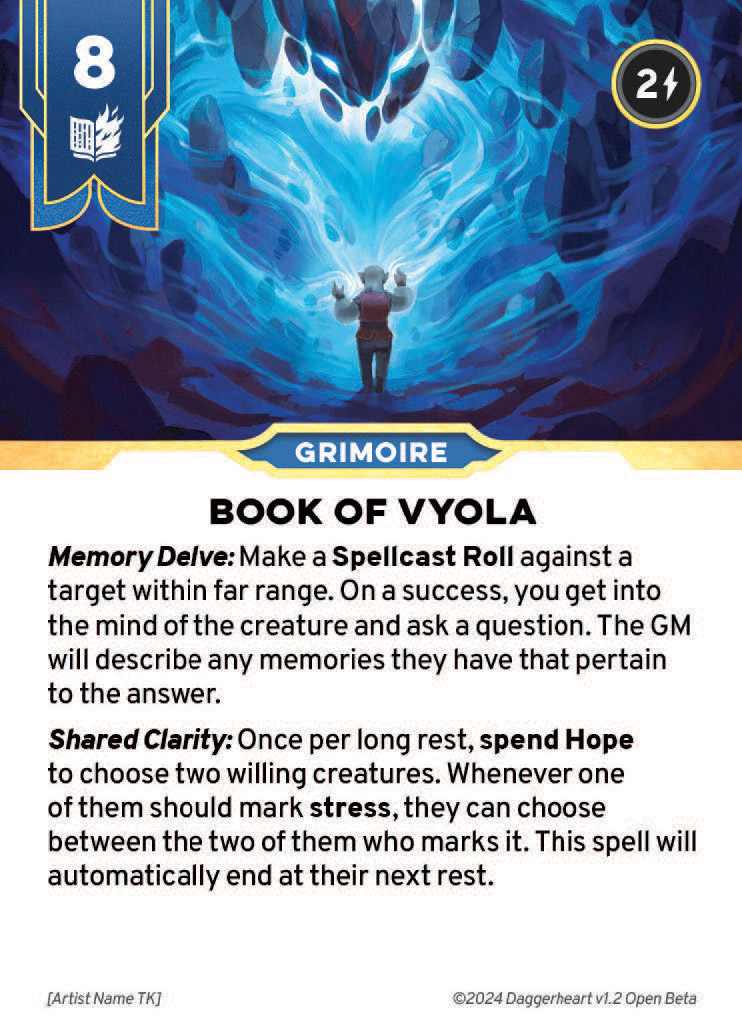 8
2
GRIMOIRE
BOOK OF VYOLA
Memory Delve: Make a Spellcast Roll against a
target within far range. On a success, you get into
the mind of the creature and ask a question. The GM
will describe any memories they have that pertain
to the answer.
Shared Clarity: Once per long rest, spend Hope
to choose two willing creatures. Whenever one
of them should mark stress, they can choose
between the two of them who marks it. This spell will
automatically end at their next rest.
[Artist Name TK]
©2024 Daggerheart v1.2 Open Beta